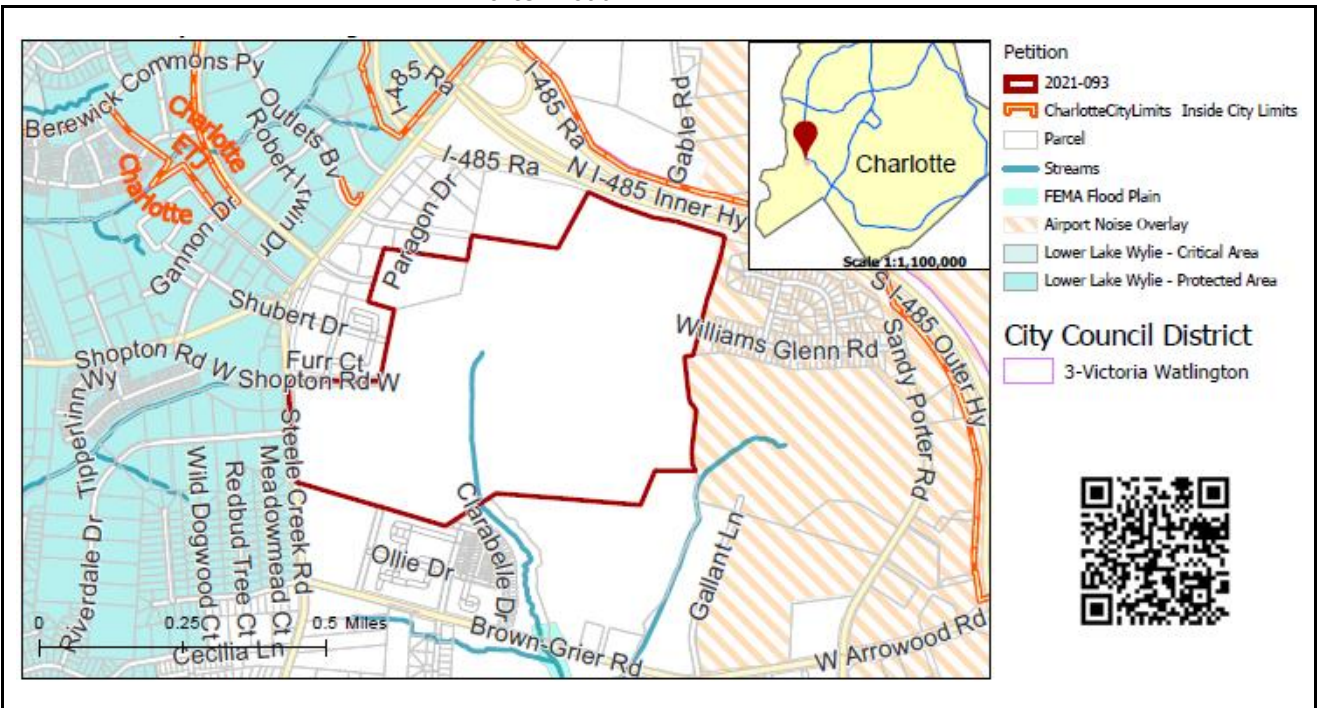 Berewick Commons Py
Charlotte
ETJ
Charlotte
Outlets Bv
Robert Irwin Dr
Gannon Dr
I-485 Ra
I-485 Ra
I-485 Ra
Gable Rd
N I-485 Inner Hy
Paragon Dr
Shubert Dr
Furr Ct
Shopton Rd W
Shopton Rd W
Tipperlinn Wy
Steele Creek Rd
Meadowmead Ct
Redbud Tree Ct
Wild Dogwood Ct
Riverdale Dr
Cecilia Ln
Ollie Dr
Clarabelle Dr
Brown-Grier Rd
Gallant Ln
W Arrowood Rd
Sandy Porter Rd
S I-485 Outer Hy
Williams Glenn Rd
0 0.25 0.5 Miles
Charlotte
Scale 1:1,100,000
Petition
2021-093
CharlotteCityLimits Inside City Limits
Parcel
Streams
FEMA Flood Plain
Airport Noise Overlay
Lower Lake Wylie - Critical Area
Lower Lake Wylie - Protected Area
City Council District
3-Victoria Watlington